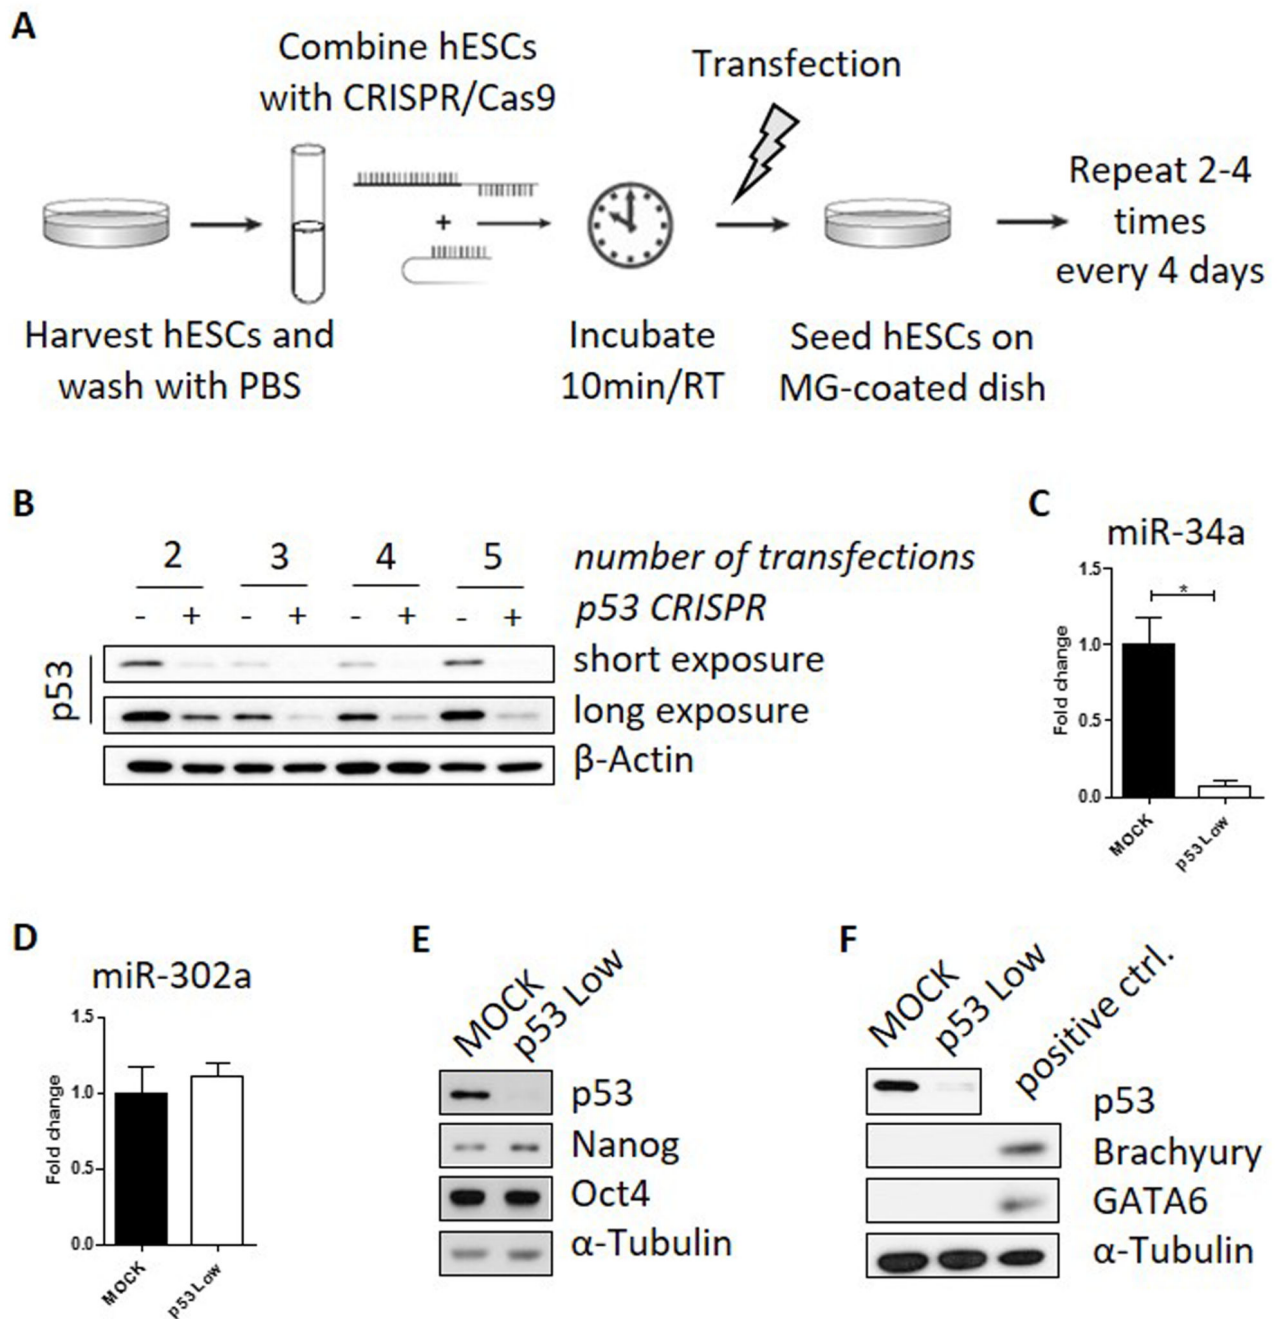 A
Combine hESCs
with CRISPR/Cas9
Transfection
+
Repeat 2-4
times
every 4 days
Harvest hESCs and
wash with PBS
Incubate
10min/RT
Seed hESCs on
MG-coated dish
B
2 3 4 5 number of transfections
- + - + - + - + p53 CRISPR
p53
short exposure
long exposure
β-Actin
C
miR-34a
Fold change
1.5
1.0
0.5
0.0
*
MOCK
p53 Low
D
miR-302a
Fold change
1.5
1.0
0.5
0.0
MOCK
p53 Low
E
MOCK
p53 Low
p53
Nanog
Oct4
α-Tubulin
F
MOCK
p53 Low
positive ctrl.
p53
Brachyury
GATA6
α-Tubulin